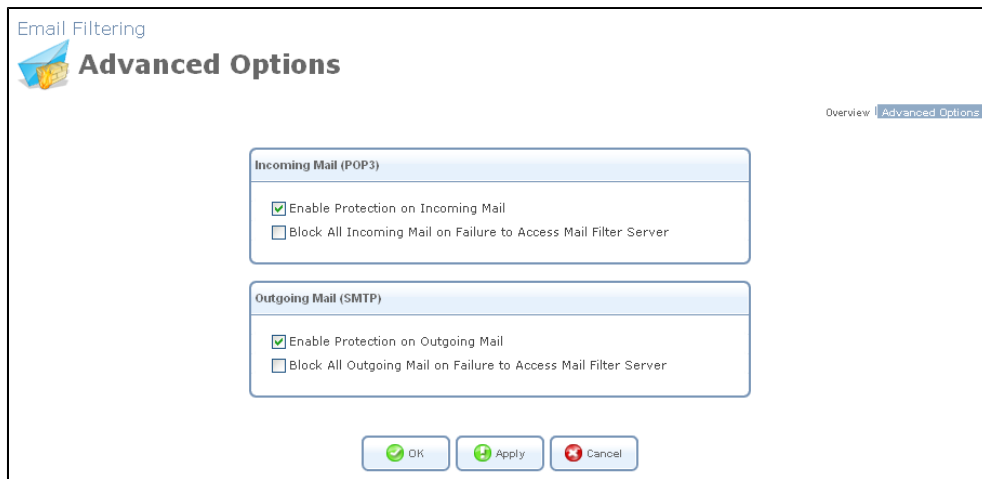 Email Filtering
Advanced Options
Overview | Advanced Options
Incoming Mail (POP3)
Enable Protection on Incoming Mail
Block All Incoming Mail on Failure to Access Mail Filter Server
Outgoing Mail (SMTP)
Enable Protection on Outgoing Mail
Block All Outgoing Mail on Failure to Access Mail Filter Server
OK Apply Cancel